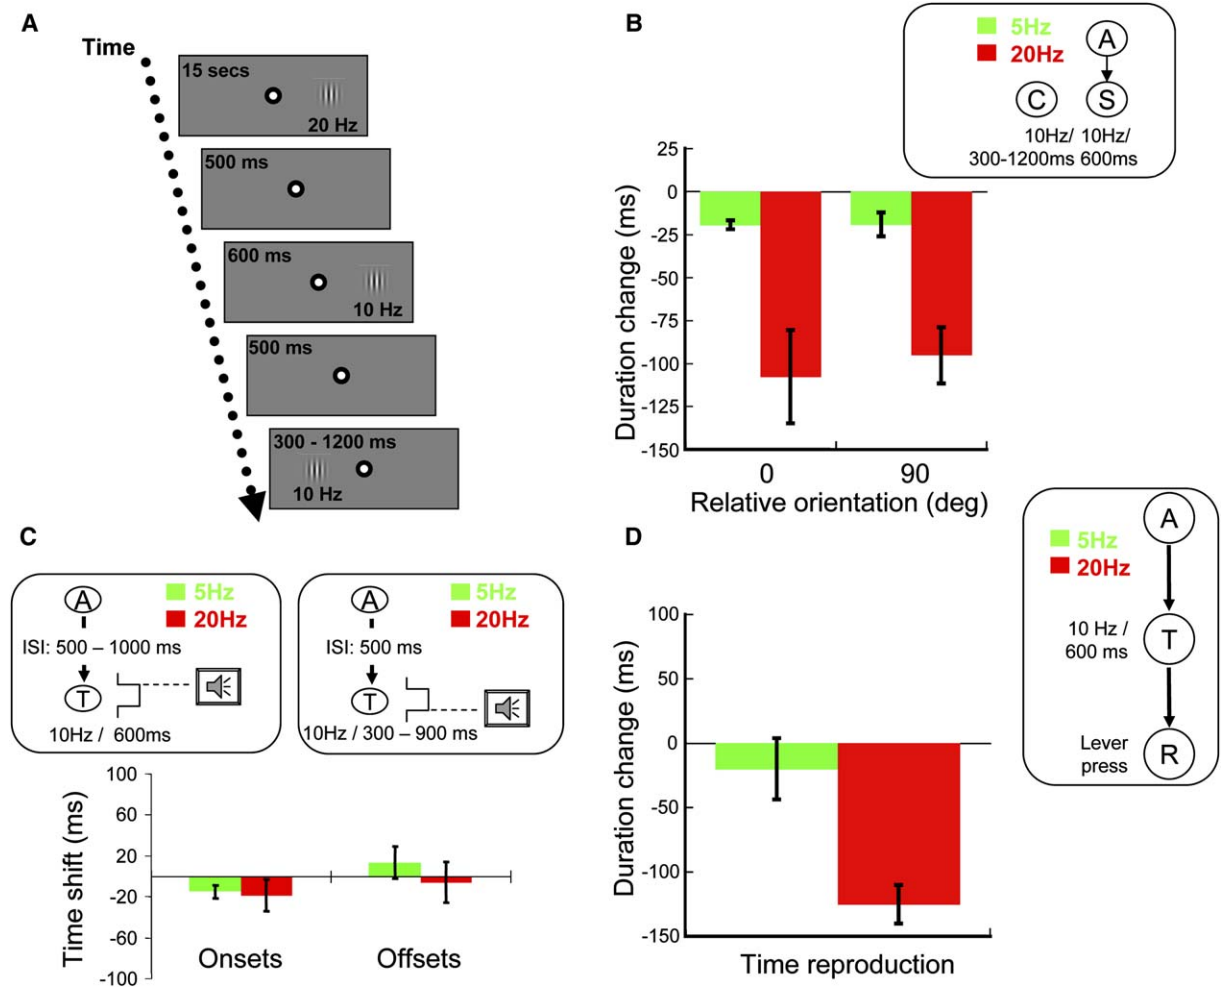 A
Time
15 secs
20 Hz
500 ms
600 ms
10 Hz
500 ms
300 - 1200 ms
10 Hz
B
5Hz
20Hz
A
C S
10Hz/ 10Hz/
300-1200ms 600ms
Duration change (ms)
25
0
-25
-50
-75
-100
-125
-150
0 90
Relative orientation (deg)
C
A
5Hz
20Hz
ISI: 500 – 1000 ms
T
10Hz / 600ms
A
5Hz
20Hz
ISI: 500 ms
T
10Hz / 300 – 900 ms
Time shift (ms)
100
60
20
-20
-60
-100
Onsets Offsets
D
A
5Hz
20Hz
10 Hz /
600 ms
T
Lever
press
R
Duration change (ms)
100
50
0
-50
-100
-150
Time reproduction